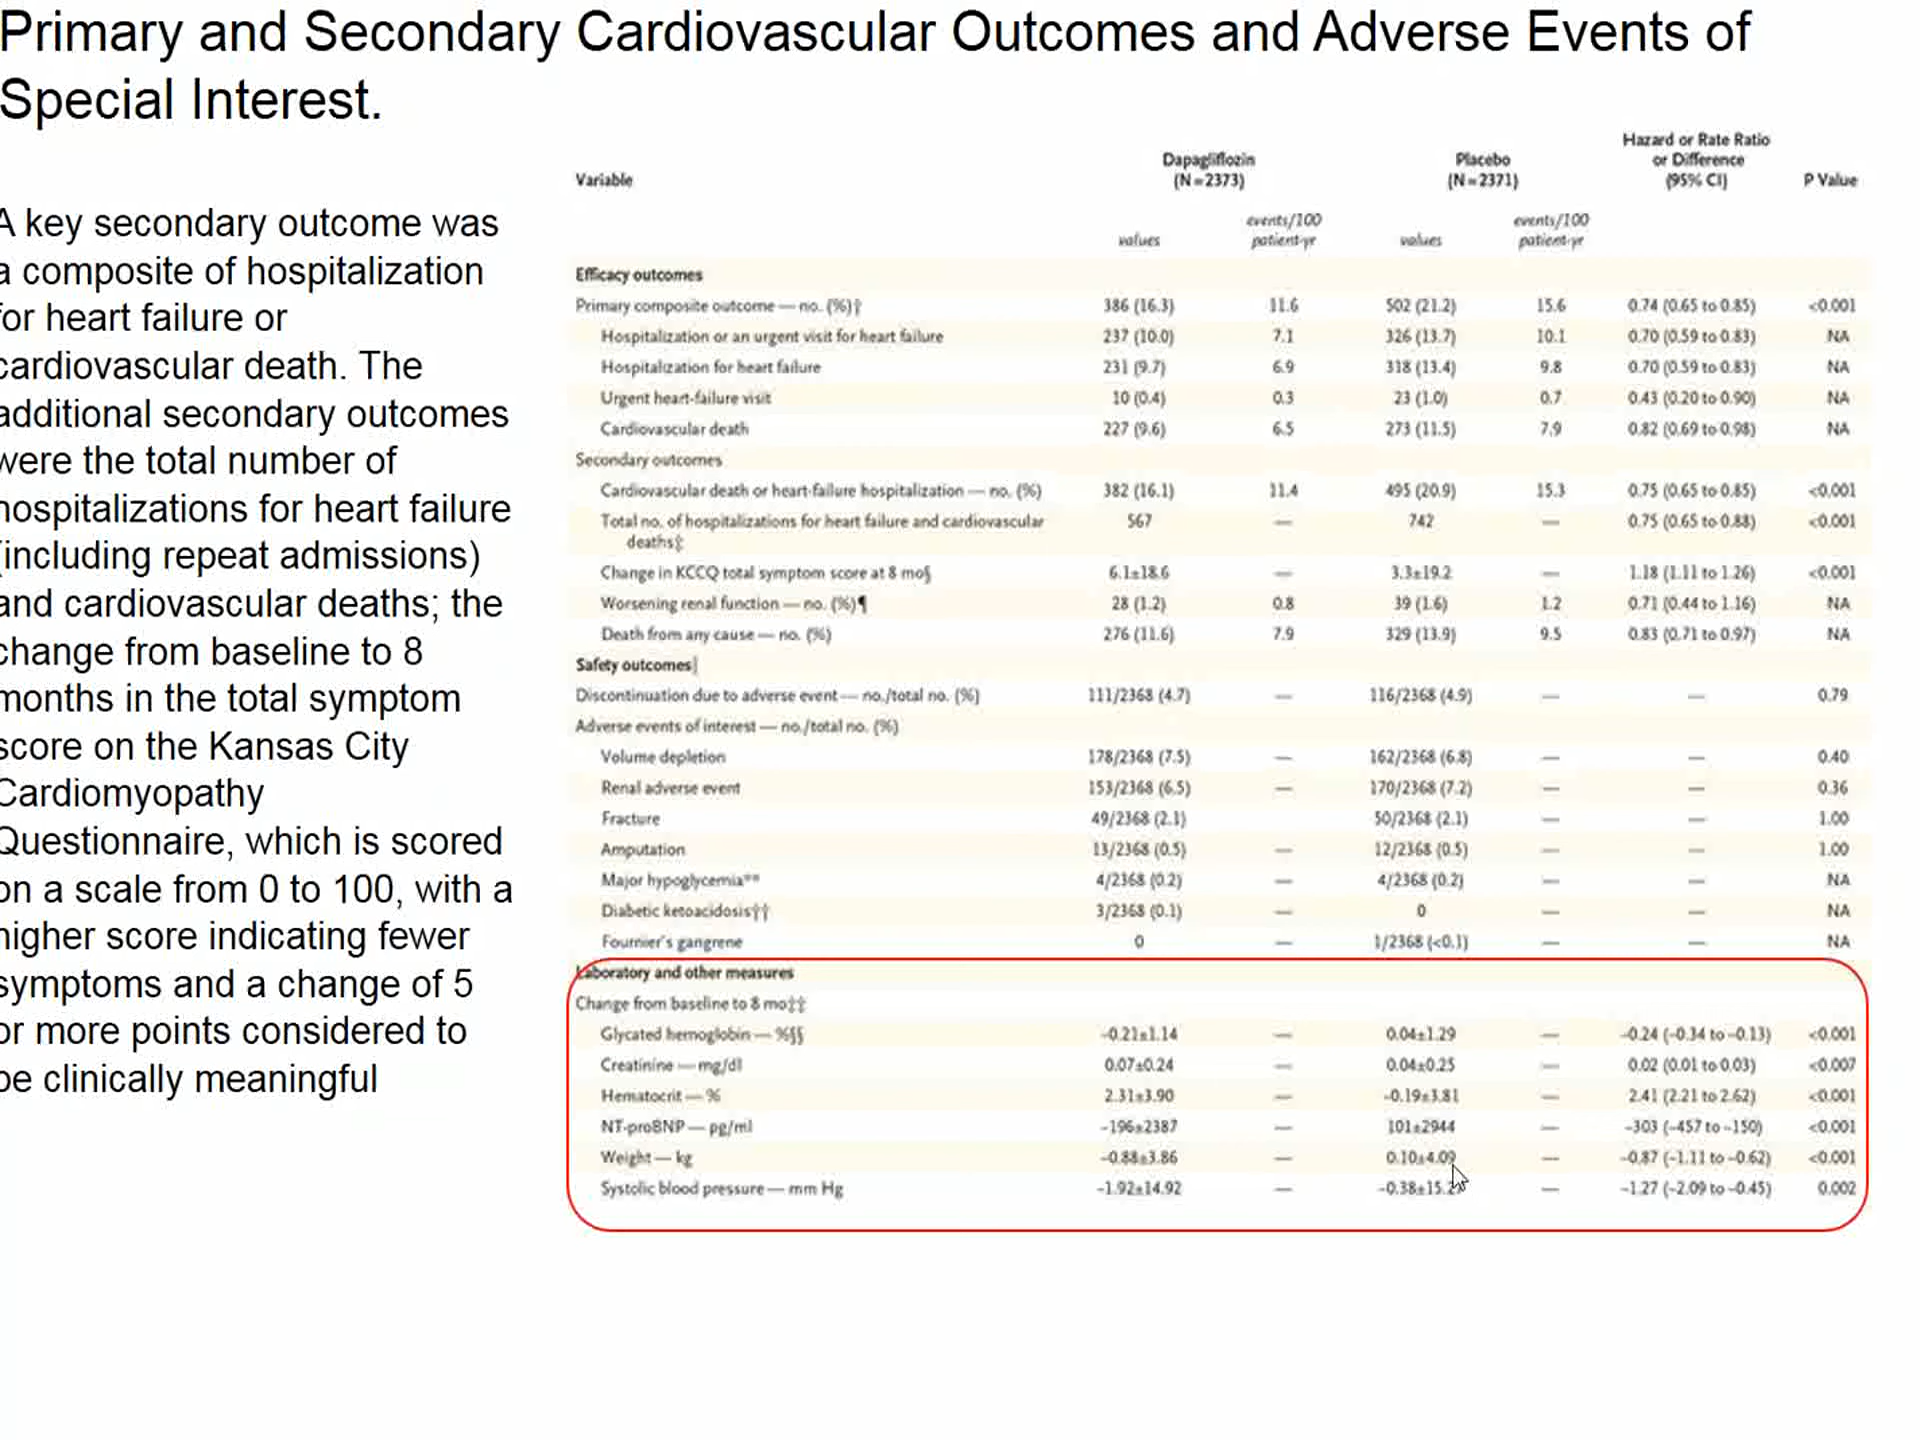 Primary and Secondary Cardiovascular Outcomes and Adverse Events of
Special Interest.
A key secondary outcome was
a composite of hospitalization
for heart failure or
cardiovascular death. The
additional secondary outcomes
were the total number of
hospitalizations for heart failure
(including repeat admissions)
and cardiovascular deaths; the
change from baseline to 8
months in the total symptom
score on the Kansas City
Cardiomyopathy
Questionnaire, which is scored
on a scale from 0 to 100, with a
higher score indicating fewer
symptoms and a change of 5
or more points considered to
be clinically meaningful
Variable Dapagliflozin (N=2373) Placebo (N=2371) Hazard or Rate Ratio or Difference (95% CI) P Value
values events/100 patient-yr values events/100 patient-yr
Efficacy outcomes
Primary composite outcome — no. (%)† 386 (16.3) 11.6 502 (21.2) 15.6 0.74 (0.65 to 0.85) <0.001
Hospitalization or an urgent visit for heart failure 237 (10.0) 7.1 326 (13.7) 10.1 0.70 (0.59 to 0.83) NA
Hospitalization for heart failure 231 (9.7) 6.9 318 (13.4) 9.8 0.70 (0.59 to 0.83) NA
Urgent heart-failure visit 10 (0.4) 0.3 23 (1.0) 0.7 0.43 (0.20 to 0.90) NA
Cardiovascular death 227 (9.6) 6.5 273 (11.5) 7.9 0.82 (0.69 to 0.98) NA
Secondary outcomes
Cardiovascular death or heart-failure hospitalization — no. (%) 382 (16.1) 11.4 495 (20.9) 15.3 0.75 (0.65 to 0.85) <0.001
Total no. of hospitalizations for heart failure and cardiovascular 567 — 742 — 0.75 (0.65 to 0.88) <0.001
deaths‡
Change in KCCQ total symptom score at 8 mo§ 6.1±18.6 — 3.3±19.2 — 1.18 (1.11 to 1.26) <0.001
Worsening renal function — no. (%)¶ 28 (1.2) 0.8 39 (1.6) 1.2 0.71 (0.44 to 1.16) NA
Death from any cause — no. (%) 276 (11.6) 7.9 329 (13.9) 9.5 0.83 (0.71 to 0.97) NA
Safety outcomes‖
Discontinuation due to adverse event — no./total no. (%) 111/2368 (4.7) — 116/2368 (4.9) — — 0.79
Adverse events of interest — no./total no. (%)
Volume depletion 178/2368 (7.5) — 162/2368 (6.8) — — 0.40
Renal adverse event 153/2368 (6.5) — 170/2368 (7.2) — — 0.36
Fracture 49/2368 (2.1) — 50/2368 (2.1) — — 1.00
Amputation 13/2368 (0.5) — 12/2368 (0.5) — — 1.00
Major hypoglycemia** 4/2368 (0.2) — 4/2368 (0.2) — — NA
Diabetic ketoacidosis†† 3/2368 (0.1) — 0 — — NA
Fournier's gangrene 0 — 1/2368 (<0.1) — — NA
Laboratory and other measures
Change from baseline to 8 mo‡‡
Glycated hemoglobin — %§§ −0.21±1.14 — 0.04±1.29 — −0.24 (−0.34 to −0.13) <0.001
Creatinine — mg/dl 0.07±0.24 — 0.04±0.25 — 0.02 (0.01 to 0.03) <0.007
Hematocrit — % 2.31±3.90 — −0.19±3.81 — 2.41 (2.21 to 2.62) <0.001
NT-proBNP — pg/ml −196±2387 — 101±2944 — −303 (−457 to −150) <0.001
Weight — kg −0.88±3.86 — 0.10±4.09 — −0.87 (−1.11 to −0.62) <0.001
Systolic blood pressure — mm Hg −1.92±14.92 — — −1.27 (−2.09 to −0.45) 0.002